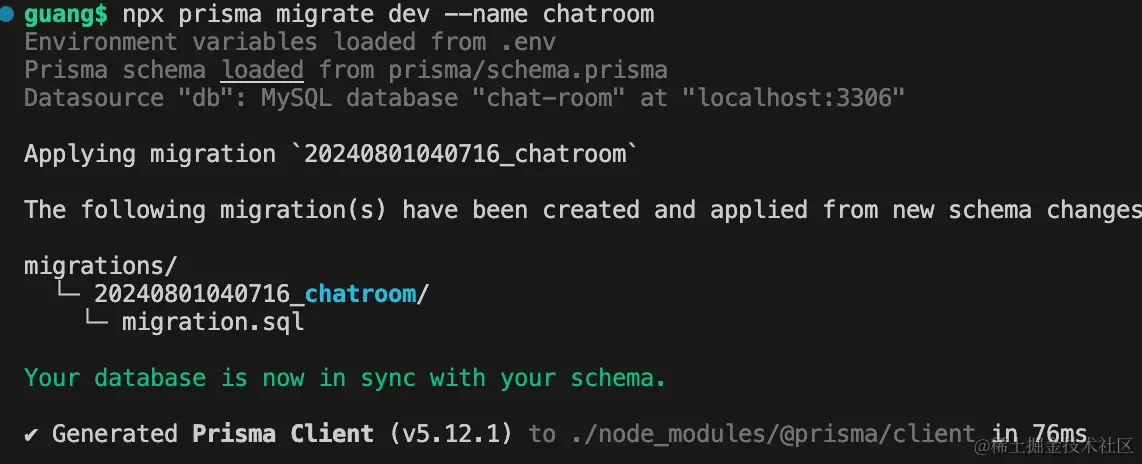 guang$ npx prisma migrate dev --name chatroom
Environment variables loaded from .env
Prisma schema loaded from prisma/schema.prisma
Datasource "db": MySQL database "chat-room" at "localhost:3306"
Applying migration `20240801040716_chatroom`
The following migration(s) have been created and applied from new schema changes
migrations/
└─ 20240801040716_chatroom/
└─ migration.sql
Your database is now in sync with your schema.
✔ Generated Prisma Client (v5.12.1) to ./node_modules/@prisma/client in 76ms
@稀土掘金技术社区